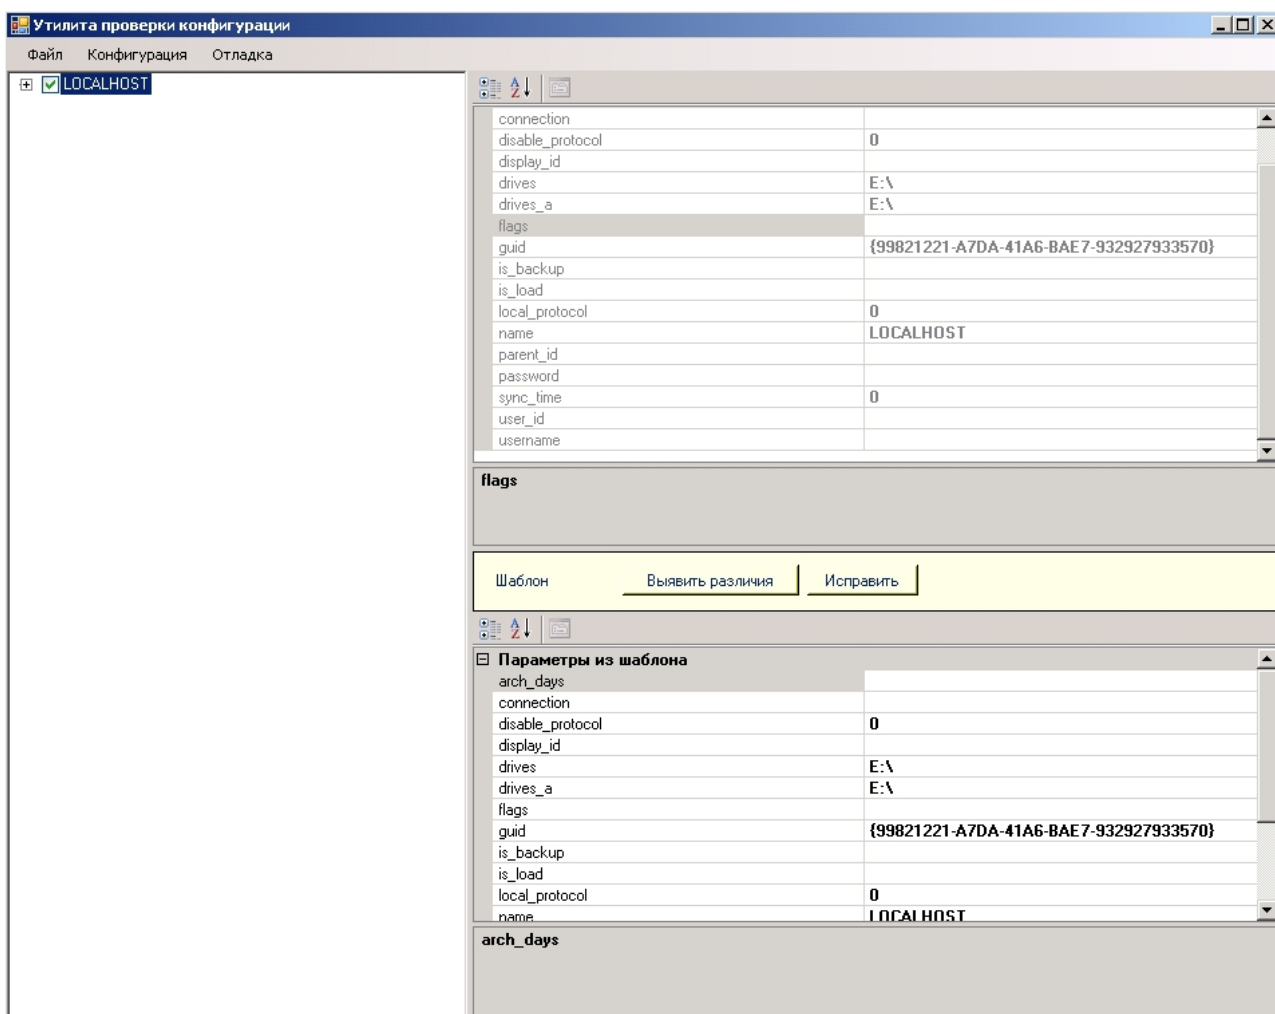 Утилита проверки конфигурации
Файл Конфигурация Отладка
LOCALHOST
connection
disable_protocol 0
display_id
drives E:\
drives_a E:\
flags
guid {99821221-A7DA-41A6-BAE7-932927933570}
is_backup
is_load
local_protocol 0
name LOCALHOST
parent_id
password
sync_time 0
user_id
username
flags
Шаблон Выявить различия Исправить
Параметры из шаблона
arch_days
connection
disable_protocol 0
display_id
drives E:\
drives_a E:\
flags
guid {99821221-A7DA-41A6-BAE7-932927933570}
is_backup
is_load
local_protocol 0
name LOCALHOST
arch_days